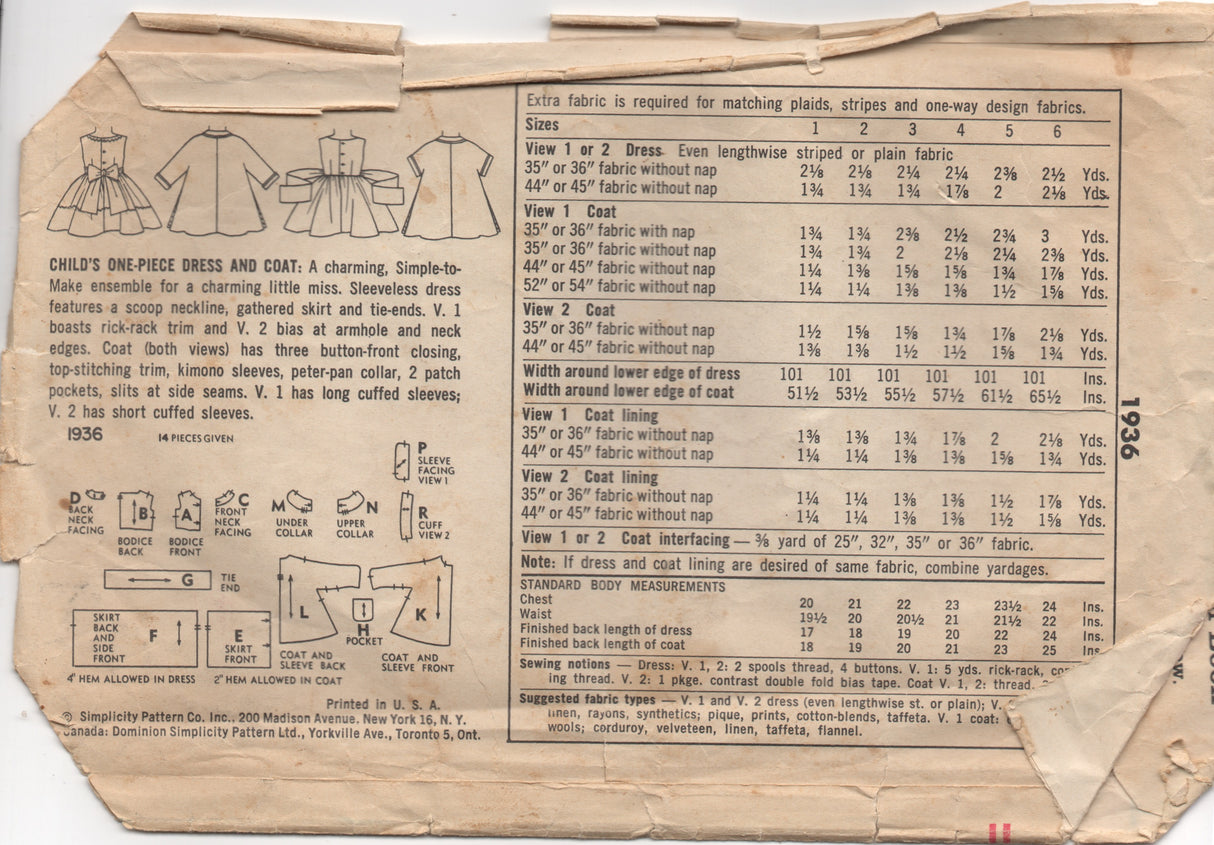 Extra fabric is required for matching plaids, stripes and one-way design fabrics.
Sizes 1 2 3 4 5 6
View 1 or 2 Dress Even lengthwise striped or plain fabric
35" or 36" fabric without nap 2⅛ 2⅛ 2¼ 2¼ 2⅜ 2½ Yds.
44" or 45" fabric without nap 1¾ 1¾ 1¾ 1⅞ 2 2⅛ Yds.
View 1 Coat
35" or 36" fabric with nap 1¾ 1¾ 2⅜ 2½ 2¾ 3 Yds.
35" or 36" fabric without nap 1¾ 1¾ 2 2⅛ 2¼ 2⅜ Yds.
44" or 45" fabric without nap 1¼ 1⅜ 1⅝ 1⅝ 1¾ 1⅞ Yds.
52" or 54" fabric without nap 1¼ 1¼ 1⅜ 1⅜ 1½ 1⅝ Yds.
View 2 Coat
35" or 36" fabric without nap 1½ 1⅝ 1⅝ 1¾ 1⅞ 2⅛ Yds.
44" or 45" fabric without nap 1⅜ 1⅜ 1½ 1½ 1⅝ 1¾ Yds.
Width around lower edge of dress 101 101 101 101 101 101 Ins.
Width around lower edge of coat 51½ 53½ 55½ 57½ 61½ 65½ Ins.
View 1 Coat lining
35" or 36" fabric without nap 1⅜ 1⅜ 1¾ 1⅞ 2 2⅛ Yds.
44" or 45" fabric without nap 1¼ 1¼ 1⅜ 1⅜ 1⅝ 1¾ Yds.
View 2 Coat lining
35" or 36" fabric without nap 1¼ 1¼ 1⅜ 1⅜ 1½ 1⅞ Yds.
44" or 45" fabric without nap 1¼ 1¼ 1⅜ 1⅜ 1½ 1⅝ Yds.
View 1 or 2 Coat interfacing — ⅜ yard of 25", 32", 35" or 36" fabric.
Note: If dress and coat lining are desired of same fabric, combine yardages.
STANDARD BODY MEASUREMENTS
Chest 20 21 22 23 23½ 24 Ins.
Waist 19½ 20 20½ 21 21½ 22 Ins.
Finished back length of dress 17 18 19 20 22 24 Ins.
Finished back length of coat 18 19 20 21 23 25 Ins.
Sewing notions — Dress: V. 1, 2: 2 spools thread, 4 buttons. V. 1: 5 yds. rick-rack,
ing thread. V. 2: 1 pkge. contrast double fold bias tape. Coat V. 1, 2: thread.
Suggested fabric types — V. 1 and V. 2 dress (even lengthwise st. or plain); V.
linen, rayons, synthetics; pique, prints, cotton-blends, taffeta. V. 1 coat:
wools; corduroy, velveteen, linen, taffeta, flannel.
1936
CHILD'S ONE-PIECE DRESS AND COAT: A charming, Simple-to-
Make ensemble for a charming little miss. Sleeveless dress
features a scoop neckline, gathered skirt and tie-ends. V. 1
boasts rick-rack trim and V. 2 bias at armhole and neck
edges. Coat (both views) has three button-front closing,
top-stitching trim, kimono sleeves, peter-pan collar, 2 patch
pockets, slits at side seams. V. 1 has long cuffed sleeves;
V. 2 has short cuffed sleeves.
1936 14 PIECES GIVEN
P
SLEEVE
FACING
VIEW 1
D
BACK
NECK
FACING
B
BODICE
BACK
A
BODICE
FRONT
C
FRONT
NECK
FACING
M
UNDER
COLLAR
N
UPPER
COLLAR
R
CUFF
VIEW 2
G
TIE
END
SKIRT
BACK
AND
SIDE
FRONT
F
E
SKIRT
FRONT
L
COAT AND
SLEEVE BACK
H
POCKET
K
COAT AND
SLEEVE FRONT
4" HEM ALLOWED IN DRESS 2" HEM ALLOWED IN COAT
Printed in U. S. A.
© Simplicity Pattern Co. Inc., 200 Madison Avenue, New York 16, N. Y.
Canada: Dominion Simplicity Pattern Ltd., Yorkville Ave., Toronto 5, Ont.